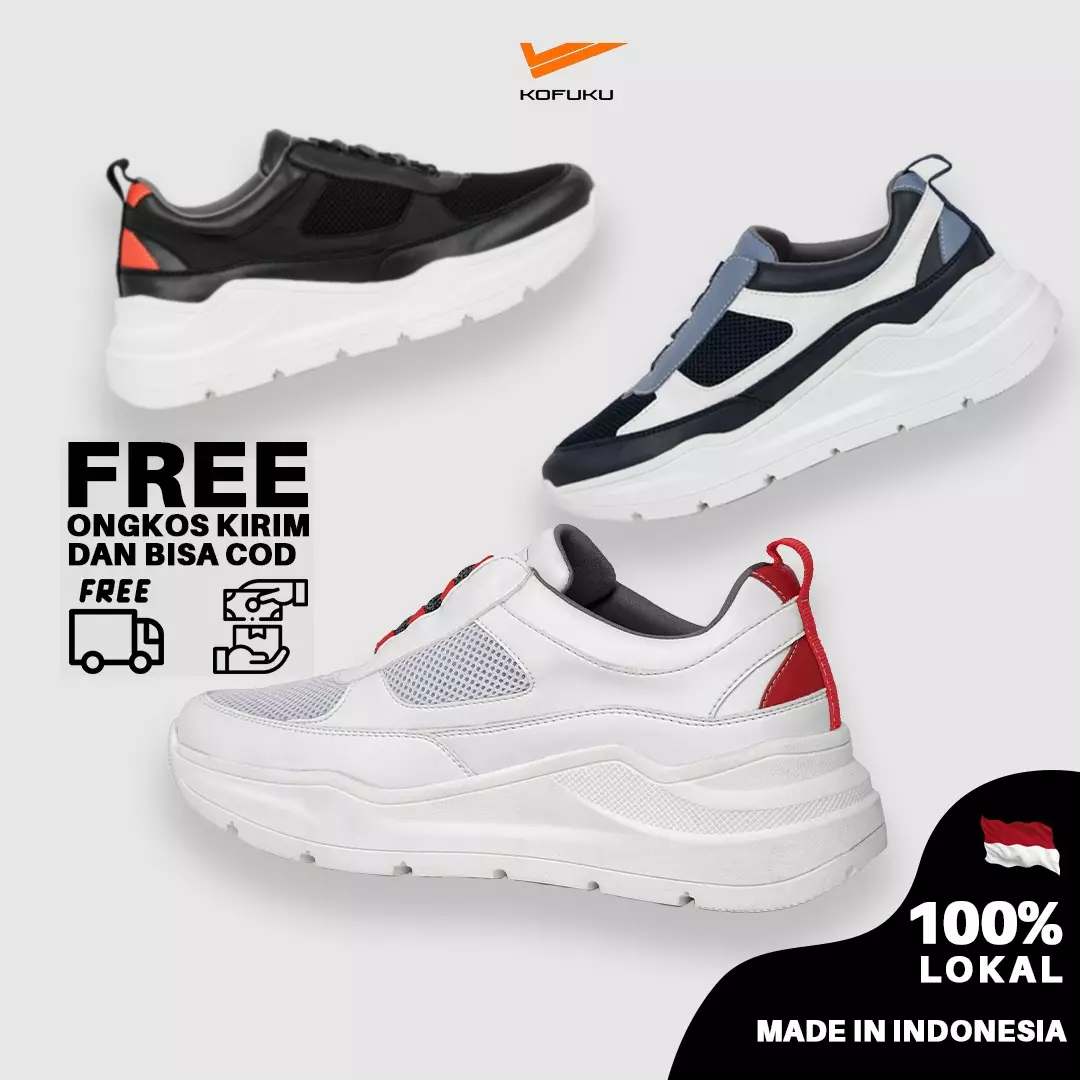 KOFUKU
FREE
ONGKOS KIRIM
DAN BISA COD
FREE
100%
LOKAL
MADE IN INDONESIA